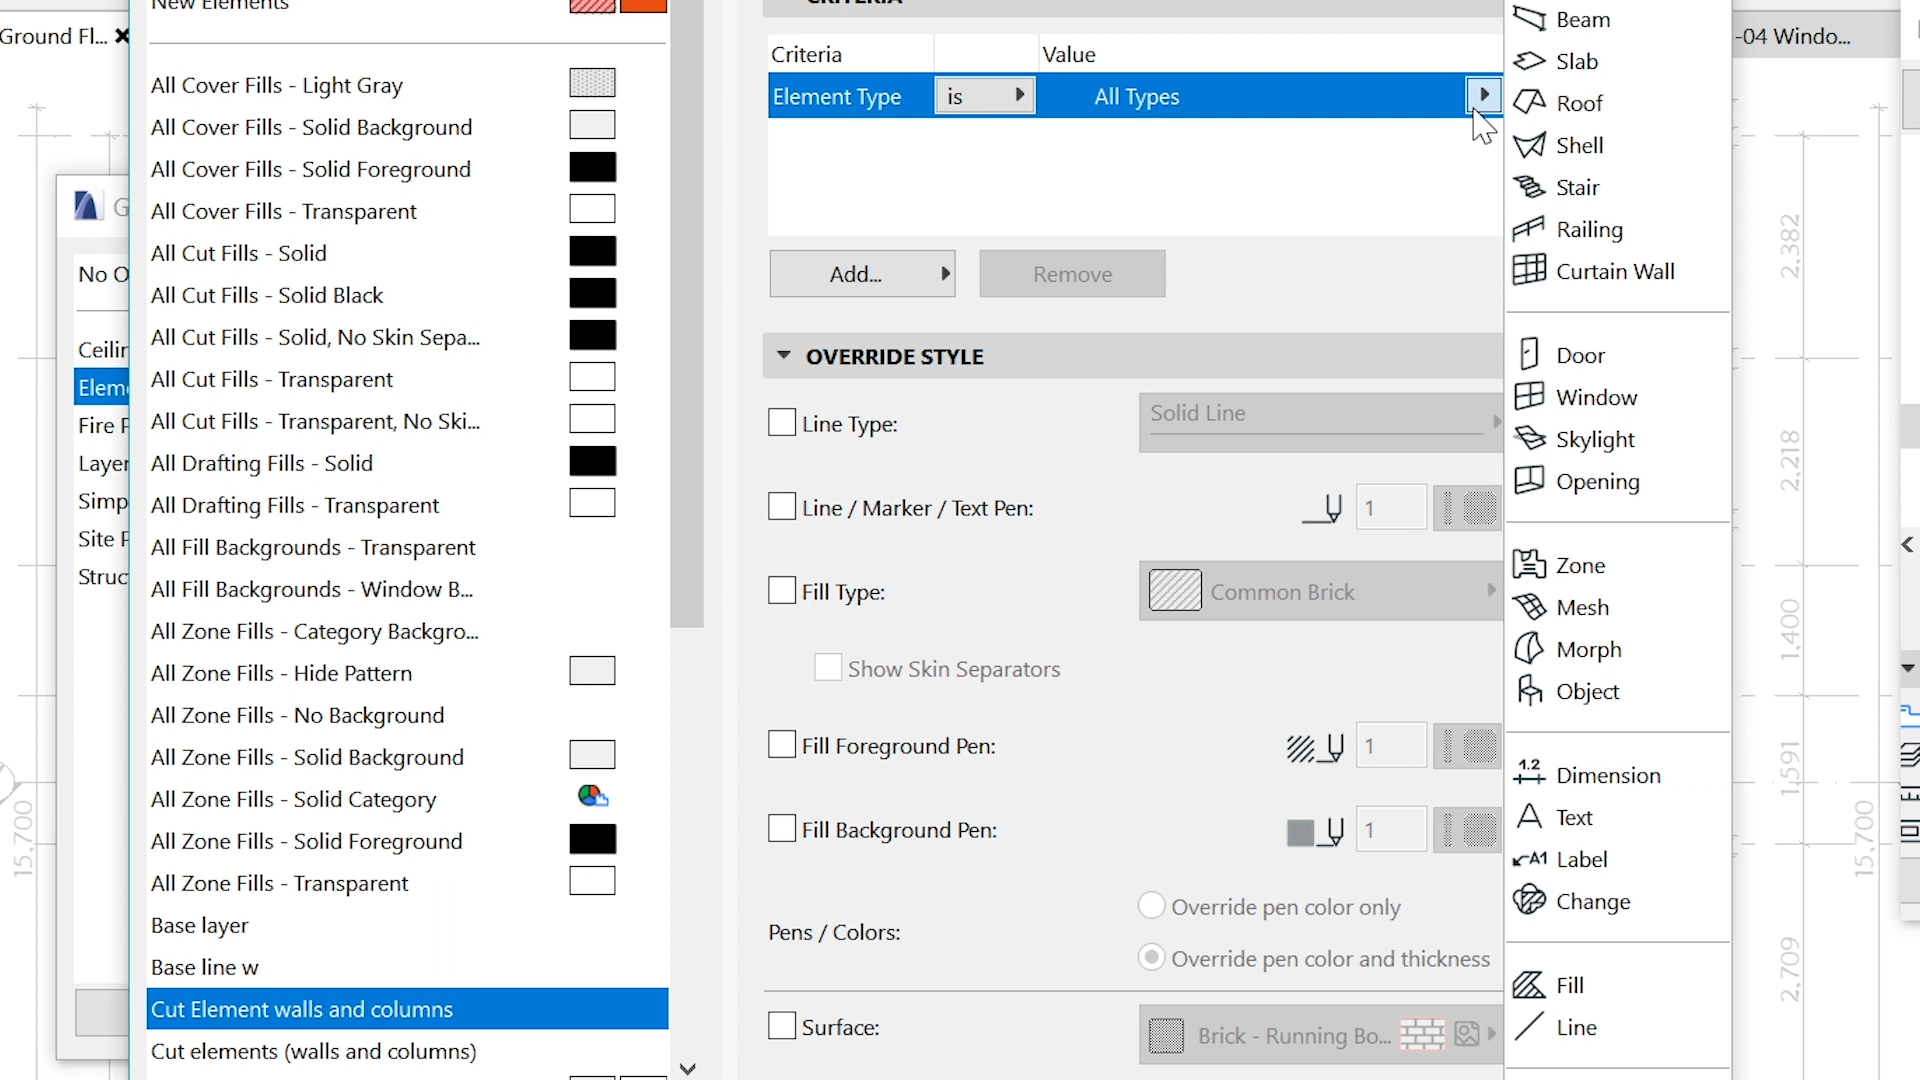 New Elements
CRITERIA
Ground Fl...
-04 Windo...
Criteria
Value
Element Type
is
All Types
All Cover Fills - Light Gray
All Cover Fills - Solid Background
All Cover Fills - Solid Foreground
All Cover Fills - Transparent
All Cut Fills - Solid
All Cut Fills - Solid Black
All Cut Fills - Solid, No Skin Sepa...
All Cut Fills - Transparent
All Cut Fills - Transparent, No Ski...
All Drafting Fills - Solid
All Drafting Fills - Transparent
All Fill Backgrounds - Transparent
All Fill Backgrounds - Window B...
All Zone Fills - Category Backgro...
All Zone Fills - Hide Pattern
All Zone Fills - No Background
All Zone Fills - Solid Background
All Zone Fills - Solid Category
All Zone Fills - Solid Foreground
All Zone Fills - Transparent
Base layer
Base line w
Cut Element walls and columns
Cut elements (walls and columns)
G
No O
Ceilin
Eleme
Fire P
Layer
Simp
Site P
Struc
Add...
Remove
OVERRIDE STYLE
Line Type:
Solid Line
Line / Marker / Text Pen:
1
Fill Type:
Common Brick
Show Skin Separators
Fill Foreground Pen:
1
Fill Background Pen:
1
Pens / Colors:
Override pen color only
Override pen color and thickness
Surface:
Brick - Running Bo...
Beam
Slab
Roof
Shell
Stair
Railing
Curtain Wall
Door
Window
Skylight
Opening
Zone
Mesh
Morph
Object
1.2
Dimension
Text
A1
Label
Change
Fill
Line
2,382
2,218
1,400
1,591
2,709
15,700
15,700